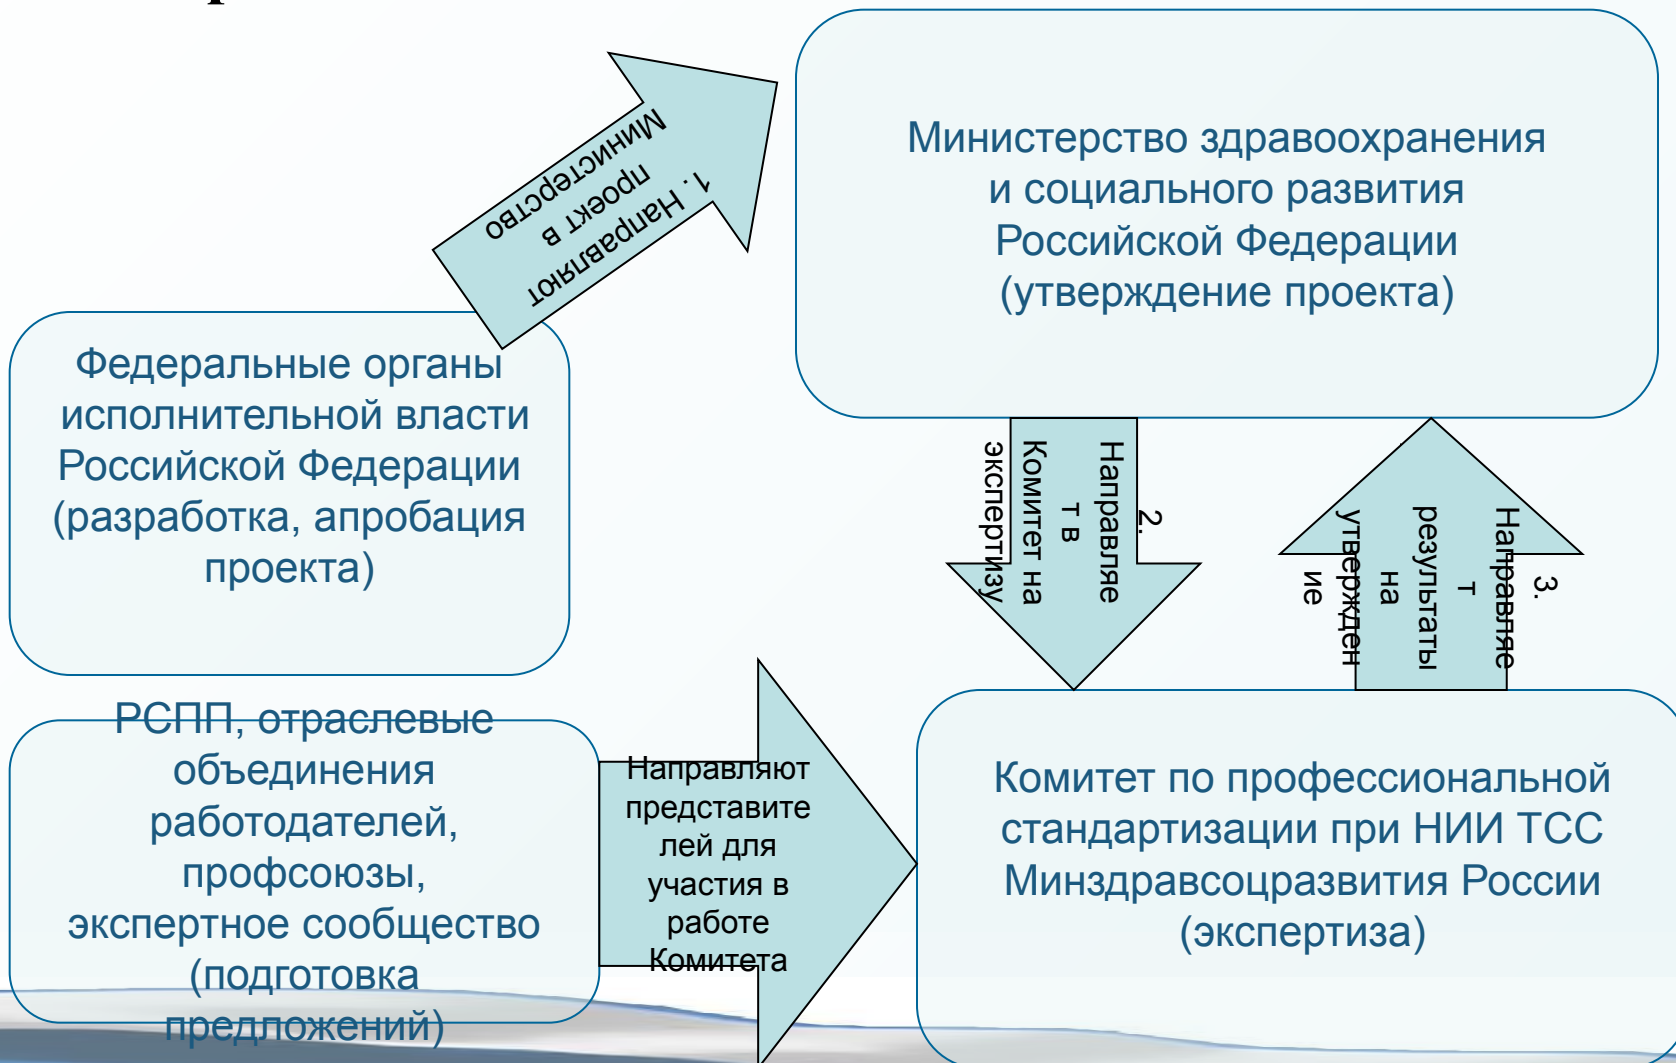 1. Направляют
проект в
Министерство
Министерство здравоохранения
и социального развития
Российской Федерации
(утверждение проекта)
Федеральные органы
исполнительной власти
Российской Федерации
(разработка, апробация
проекта)
2.
Направляе
т в
Комитет на
экспертизу
3.
Направляе
т
результаты
на
утвержден
ие
РСПП, отраслевые
объединения
работодателей,
профсоюзы,
экспертное сообщество
(подготовка
предложений)
Направляют
представите
лей для
участия в
работе
Комитета
Комитет по профессиональной
стандартизации при НИИ ТСС
Минздравсоцразвития России
(экспертиза)